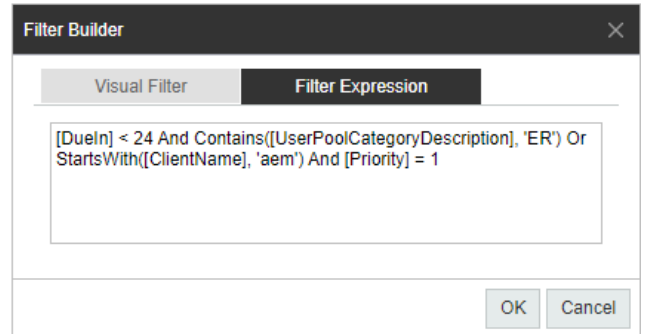 Filter Builder
Visual Filter
Filter Expression
[DueIn] < 24 And Contains([UserPoolCategoryDescription], 'ER') Or
StartsWith([ClientName], 'aem') And [Priority] = 1
OK
Cancel